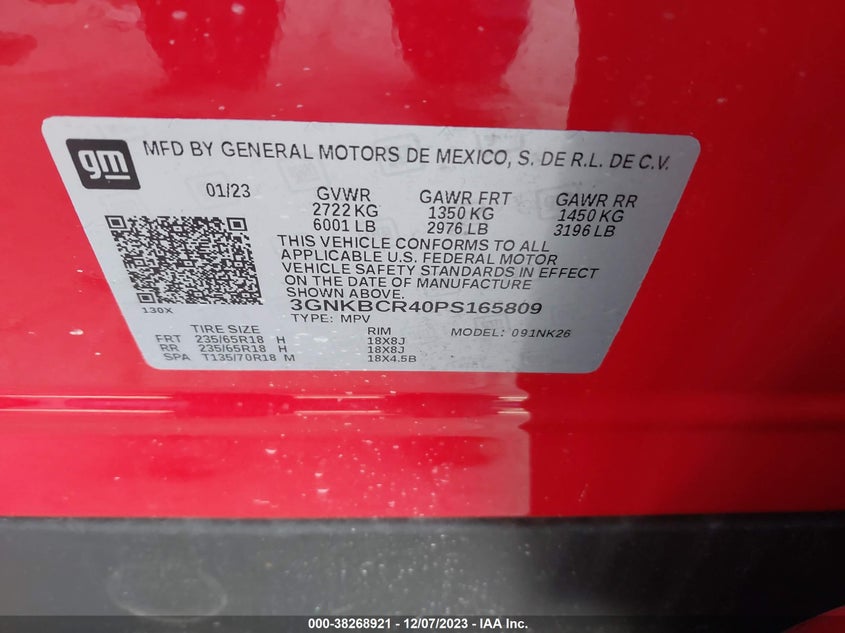 gm MFD BY GENERAL MOTORS DE MEXICO, S. DE R.L. DE C.V.
01/23 GVWR GAWR FRT GAWR RR
2722 KG 1350 KG 1450 KG
6001 LB 2976 LB 3196 LB
THIS VEHICLE CONFORMS TO ALL
APPLICABLE U.S. FEDERAL MOTOR
VEHICLE SAFETY STANDARDS IN EFFECT
ON THE DATE OF MANUFACTURE
SHOWN ABOVE.
130X 3GNKBCR40PS165809
TYPE: MPV MODEL: 091NK26
TIRE SIZE RIM
FRT 235/65R18 H 18X8J
RR 235/65R18 H 18X8J
SPA T135/70R18 M 18X4.5B
000-38268921 - 12/07/2023 - IAA Inc.